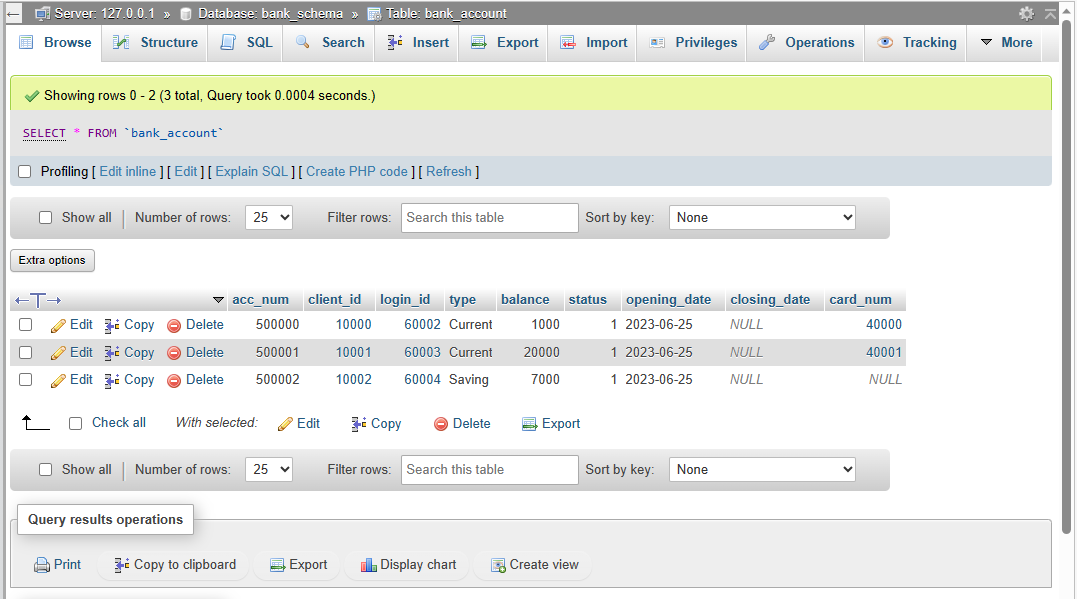 Server: 127.0.0.1 » Database: bank_schema » Table: bank_account
Browse Structure SQL Search Insert Export Import Privileges Operations Tracking More
Showing rows 0 - 2 (3 total, Query took 0.0004 seconds.)
SELECT * FROM `bank_account`
Profiling [ Edit inline ] [ Edit ] [ Explain SQL ] [ Create PHP code ] [ Refresh ]
Show all Number of rows: 25 Filter rows: Search this table Sort by key: None
Extra options
acc_num client_id login_id type balance status opening_date closing_date card_num
Edit Copy Delete 500000 10000 60002 Current 1000 1 2023-06-25 NULL 40000
Edit Copy Delete 500001 10001 60003 Current 20000 1 2023-06-25 NULL 40001
Edit Copy Delete 500002 10002 60004 Saving 7000 1 2023-06-25 NULL NULL
Check all With selected: Edit Copy Delete Export
Show all Number of rows: 25 Filter rows: Search this table Sort by key: None
Query results operations
Print Copy to clipboard Export Display chart Create view